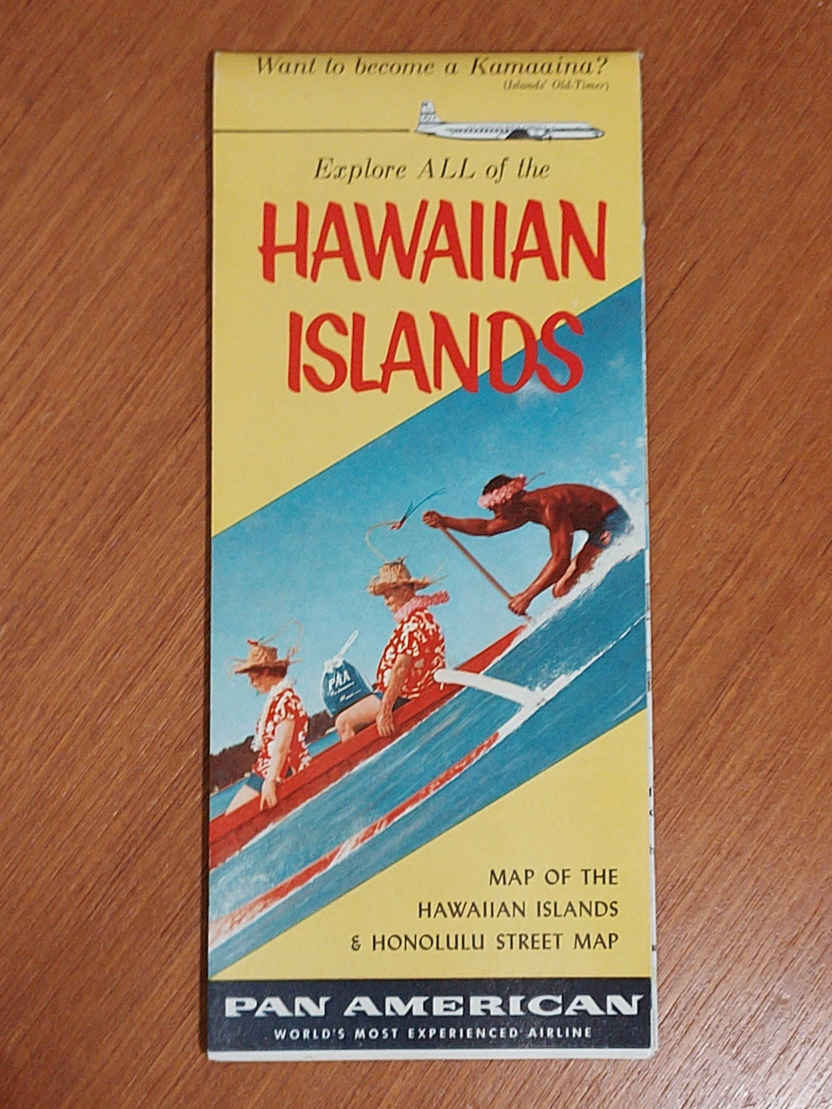 Want to become a Kamaaina?
(Islands' Old-Timer)
Explore ALL of the
HAWAIIAN
ISLANDS
PAA
MAP OF THE
HAWAIIAN ISLANDS
& HONOLULU STREET MAP
PAN AMERICAN
WORLD'S MOST EXPERIENCED AIRLINE